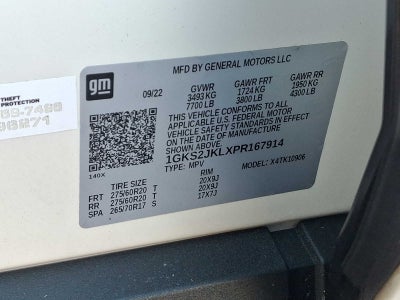 THEFT
PROTECTION
gm
MFD BY GENERAL MOTORS LLC
09/22 GVWR GAWR FRT GAWR RR
3493 KG 1724 KG 1950 KG
7700 LB 3800 LB 4300 LB
THIS VEHICLE CONFORMS TO ALL
APPLICABLE U.S. FEDERAL MOTOR
VEHICLE SAFETY STANDARDS IN EFFECT
ON THE DATE OF MANUFACTURE
SHOWN ABOVE.
1GKS2JKLXPR167914
TYPE: MPV MODEL: X4TK10906
140X
TIRE SIZE RIM
FRT 275/60R20 T 20X9J
RR 275/60R20 T 20X9J
SPA 265/70R17 S 17X7J